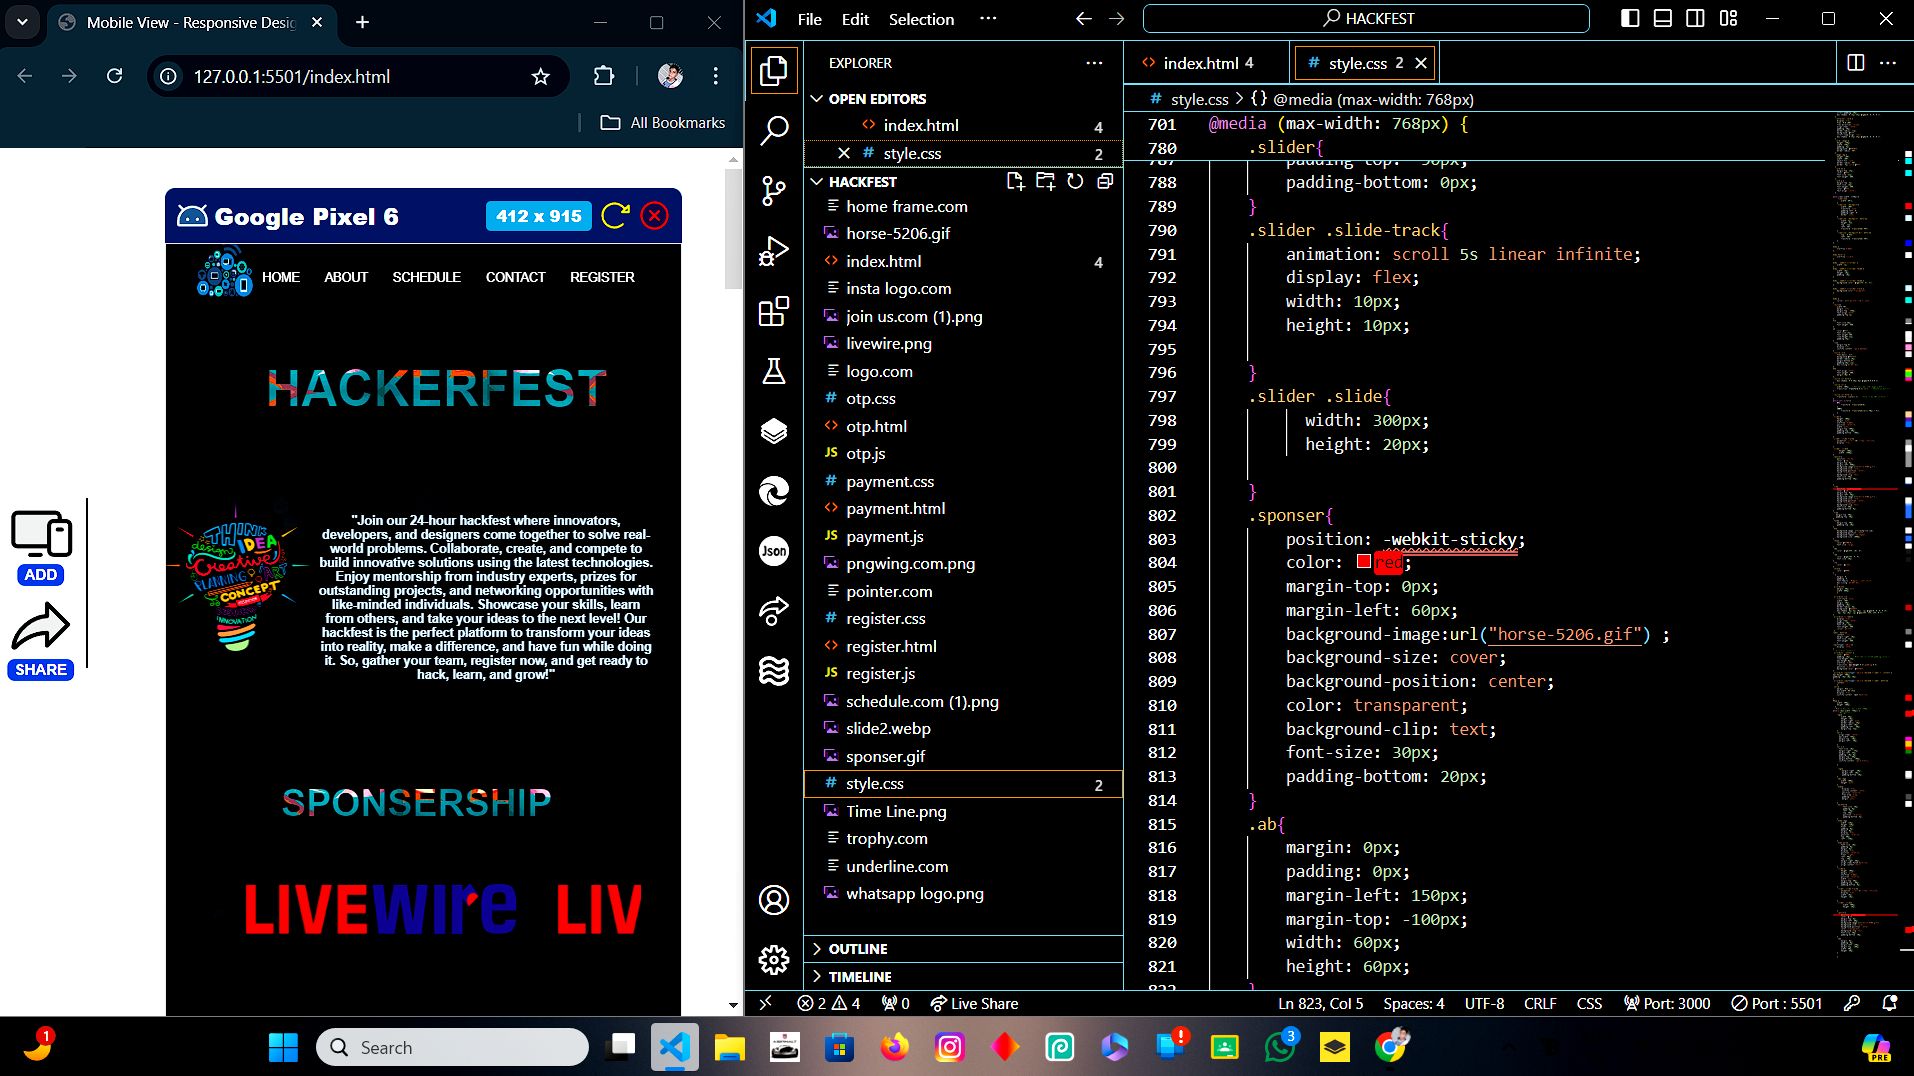 Mobile View - Responsive Desig
127.0.0.1:5501/index.html
All Bookmarks
Google Pixel 6
412 x 915
HOME
ABOUT
SCHEDULE
CONTACT
REGISTER
HACKERFEST
"Join our 24-hour hackfest where innovators,
developers, and designers come together to solve real-
world problems. Collaborate, create, and compete to
build innovative solutions using the latest technologies.
Enjoy mentorship from industry experts, prizes for
outstanding projects, and networking opportunities with
like-minded individuals. Showcase your skills, learn
from others, and take your ideas to the next level! Our
hackfest is the perfect platform to transform your ideas
into reality, make a difference, and have fun while doing
it. So, gather your team, register now, and get ready to
hack, learn, and grow!"
THINK
IDEA
design
Creative
PLANNING
CONCEPT
INNOVATION
ADD
SHARE
SPONSERSHIP
LIVEWIre LIV
File Edit Selection ···
HACKFEST
EXPLORER
OPEN EDITORS
index.html 4
style.css 2
HACKFEST
home frame.com
horse-5206.gif
index.html 4
insta logo.com
join us.com (1).png
livewire.png
logo.com
otp.css
otp.html
JS otp.js
payment.css
payment.html
JS payment.js
pngwing.com.png
pointer.com
register.css
register.html
JS register.js
schedule.com (1).png
slide2.webp
sponser.gif
style.css 2
Time Line.png
trophy.com
underline.com
whatsapp logo.png
OUTLINE
TIMELINE
Json
index.html 4
# style.css 2
# style.css > {} @media (max-width: 768px)
701 @media (max-width: 768px) {
780 .slider{
787 padding-top: -50px;
788 padding-bottom: 0px;
789 }
790 .slider .slide-track{
791 animation: scroll 5s linear infinite;
792 display: flex;
793 width: 10px;
794 height: 10px;
795
796 }
797 .slider .slide{
798 width: 300px;
799 height: 20px;
800
801 }
802 .sponser{
803 position: -webkit-sticky;
804 color: red;
805 margin-top: 0px;
806 margin-left: 60px;
807 background-image:url("horse-5206.gif") ;
808 background-size: cover;
809 background-position: center;
810 color: transparent;
811 background-clip: text;
812 font-size: 30px;
813 padding-bottom: 20px;
814 }
815 .ab{
816 margin: 0px;
817 padding: 0px;
818 margin-left: 150px;
819 margin-top: -100px;
820 width: 60px;
821 height: 60px;
822 }
2 4 0 Live Share
Ln 823, Col 5 Spaces: 4 UTF-8 CRLF CSS Port: 3000 Port : 5501
1
Search
3
PRE